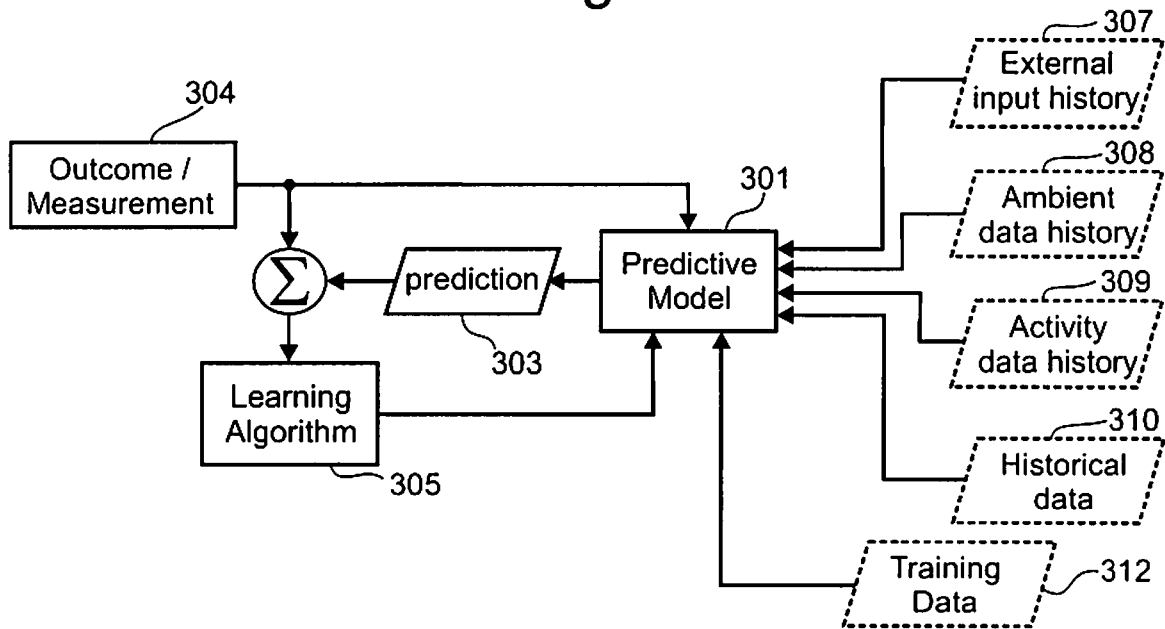 307
External
input history
304
Outcome /
Measurement
308
Ambient
data history
301
Predictive
Model
Σ
prediction
303
309
Activity
data history
Learning
Algorithm
305
310
Historical
data
Training
Data
312